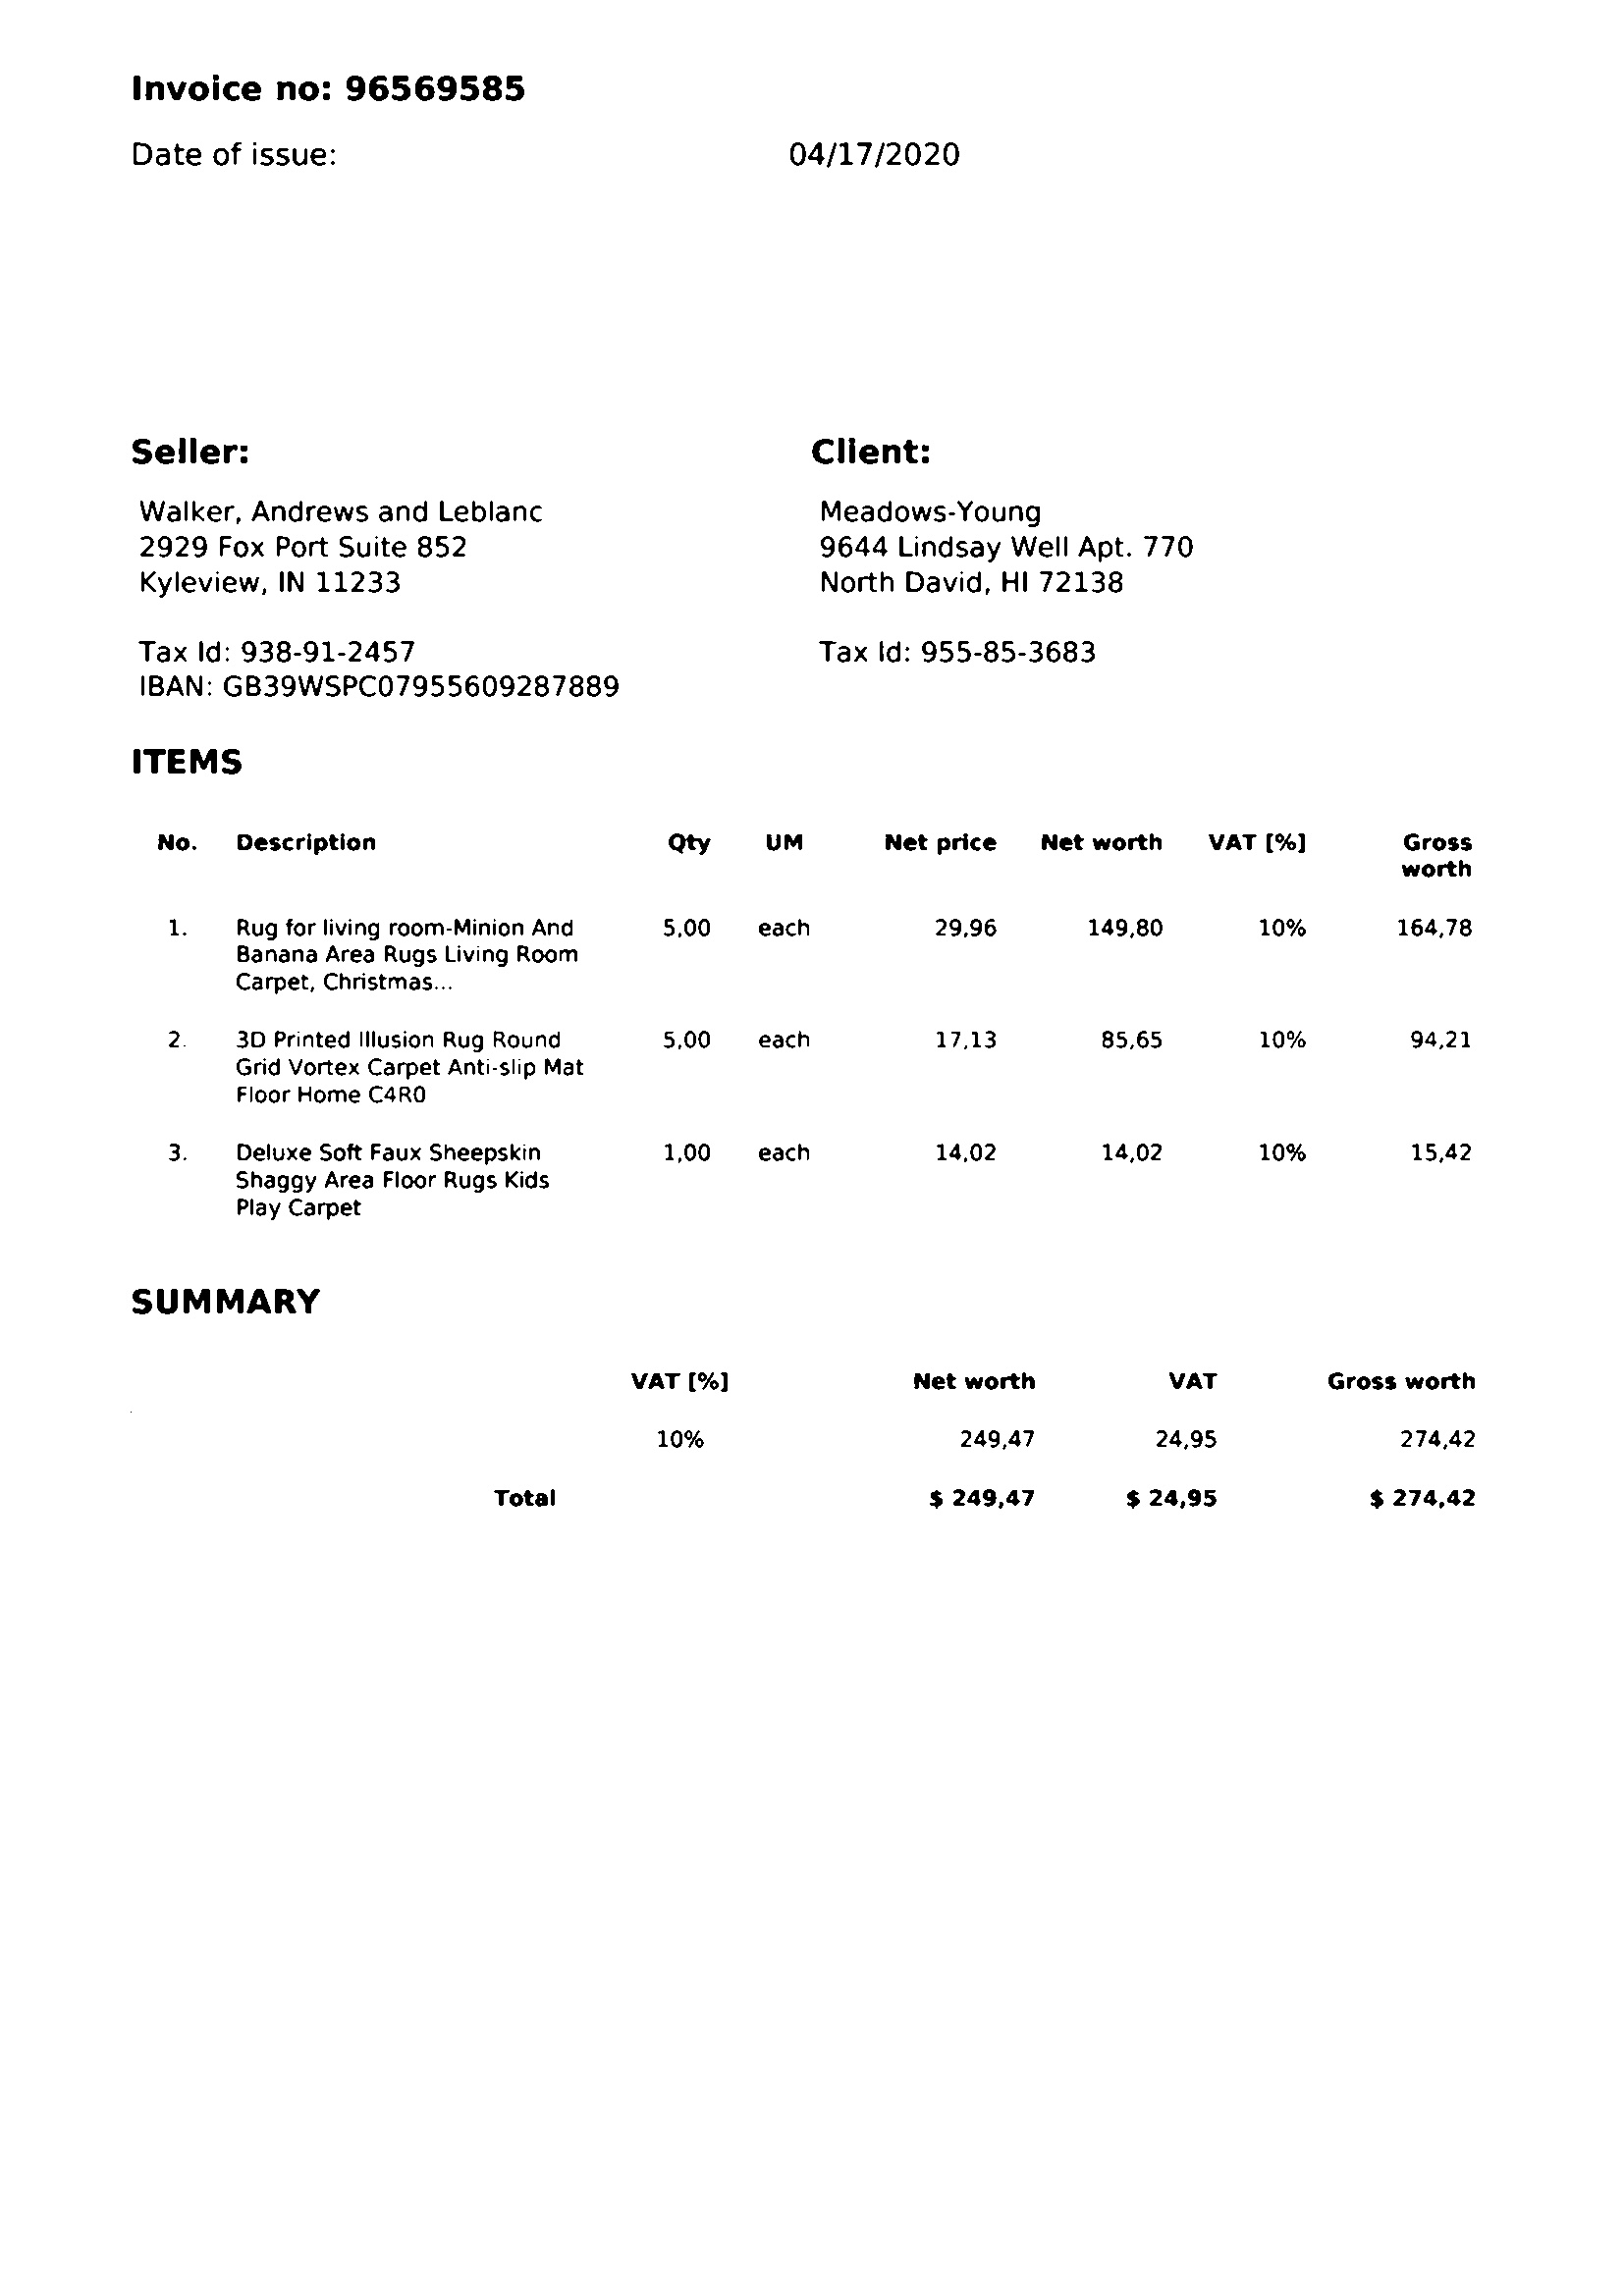 Invoice no: 96569585
Date of issue: 04/17/2020
Seller:
Walker, Andrews and Leblanc
2929 Fox Port Suite 852
Kyleview, IN 11233
Tax Id: 938-91-2457
IBAN: GB39WSPC07955609287889
Client:
Meadows-Young
9644 Lindsay Well Apt. 770
North David, HI 72138
Tax Id: 955-85-3683
ITEMS
No. Description Qty UM Net price Net worth VAT [%] Gross
worth
1. Rug for living room-Minion And 5,00 each 29,96 149,80 10% 164,78
Banana Area Rugs Living Room
Carpet, Christmas...
2. 3D Printed Illusion Rug Round 5,00 each 17,13 85,65 10% 94,21
Grid Vortex Carpet Anti-slip Mat
Floor Home C4R0
3. Deluxe Soft Faux Sheepskin 1,00 each 14,02 14,02 10% 15,42
Shaggy Area Floor Rugs Kids
Play Carpet
SUMMARY
VAT [%] Net worth VAT Gross worth
10% 249,47 24,95 274,42
Total $ 249,47 $ 24,95 $ 274,42